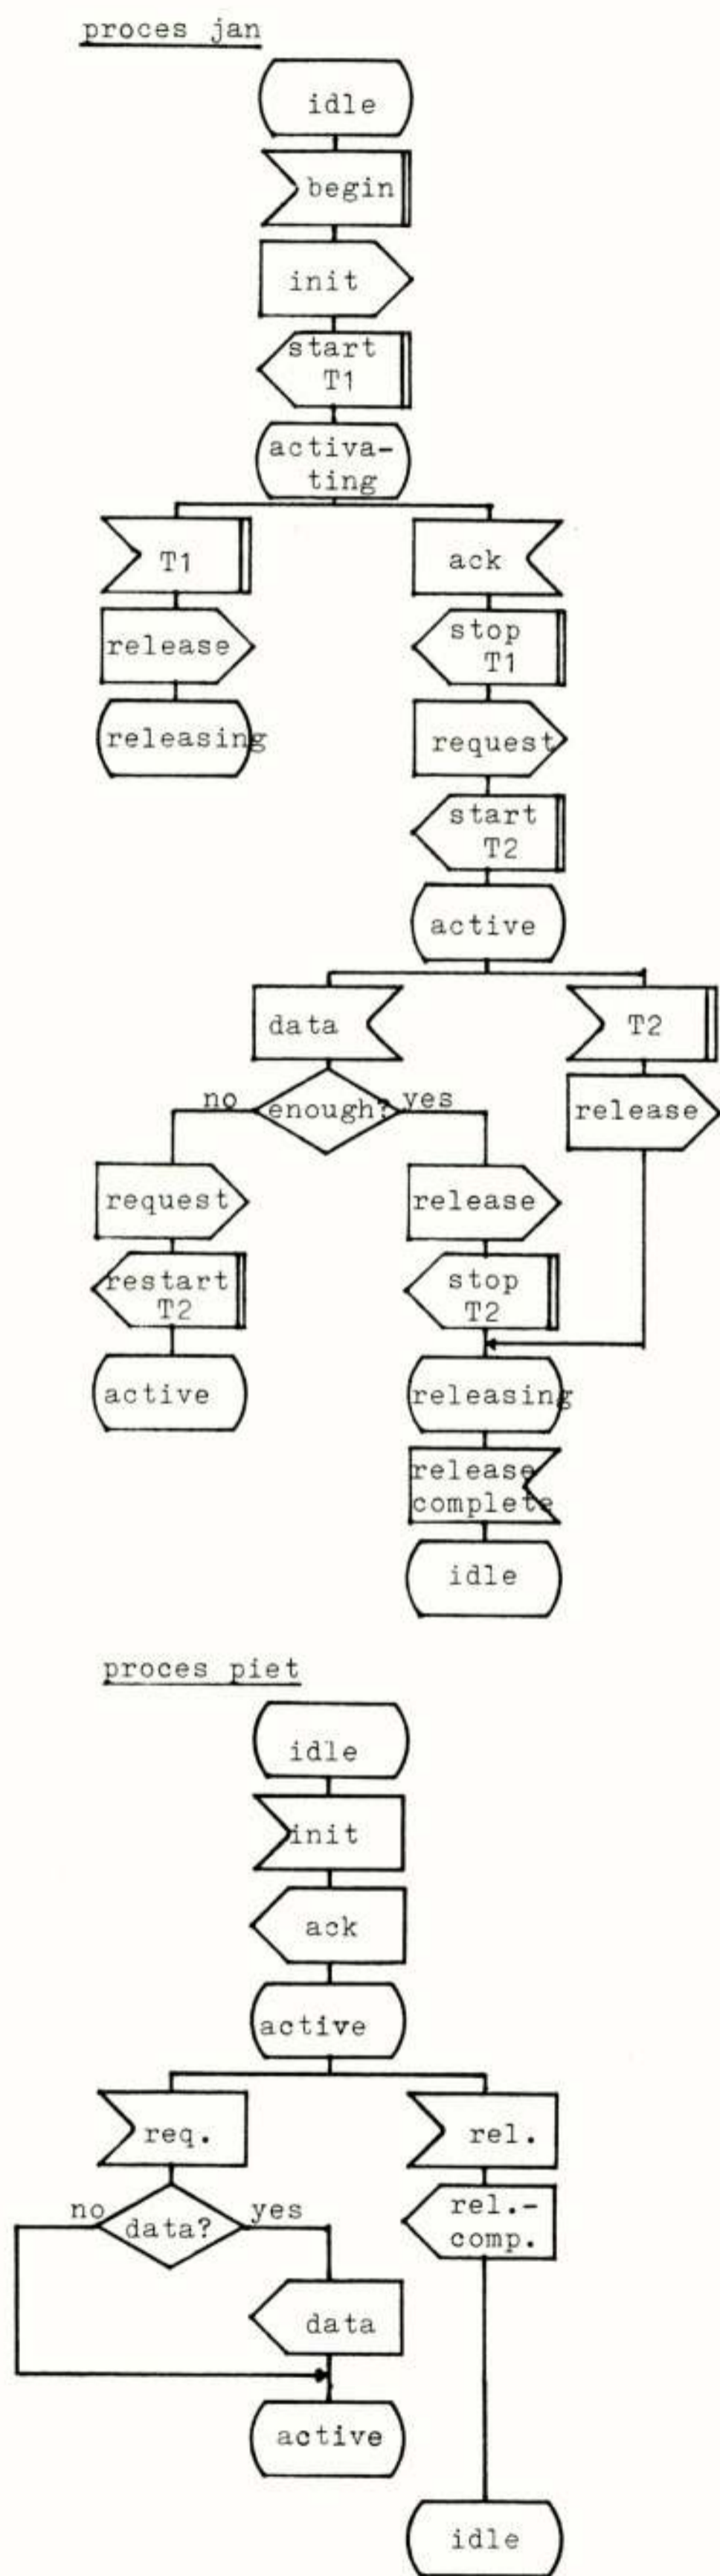 proces jan
idle
begin
init
start
T1
activa-
ting
T1
ack
release
stop
T1
releasing
request
start
T2
active
data
T2
no
enough?
yes
release
request
release
restart
T2
stop
T2
active
releasing
release
complete
idle
proces piet
idle
init
ack
active
req.
rel.
no
data?
yes
rel.-
comp.
data
active
idle